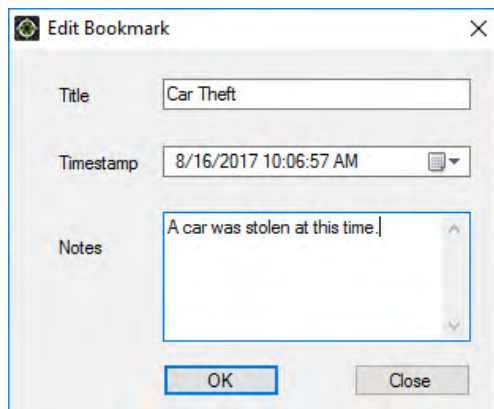 Edit Bookmark
Title
Car Theft
Timestamp
8/16/2017 10:06:57 AM
Notes
A car was stolen at this time.
OK
Close